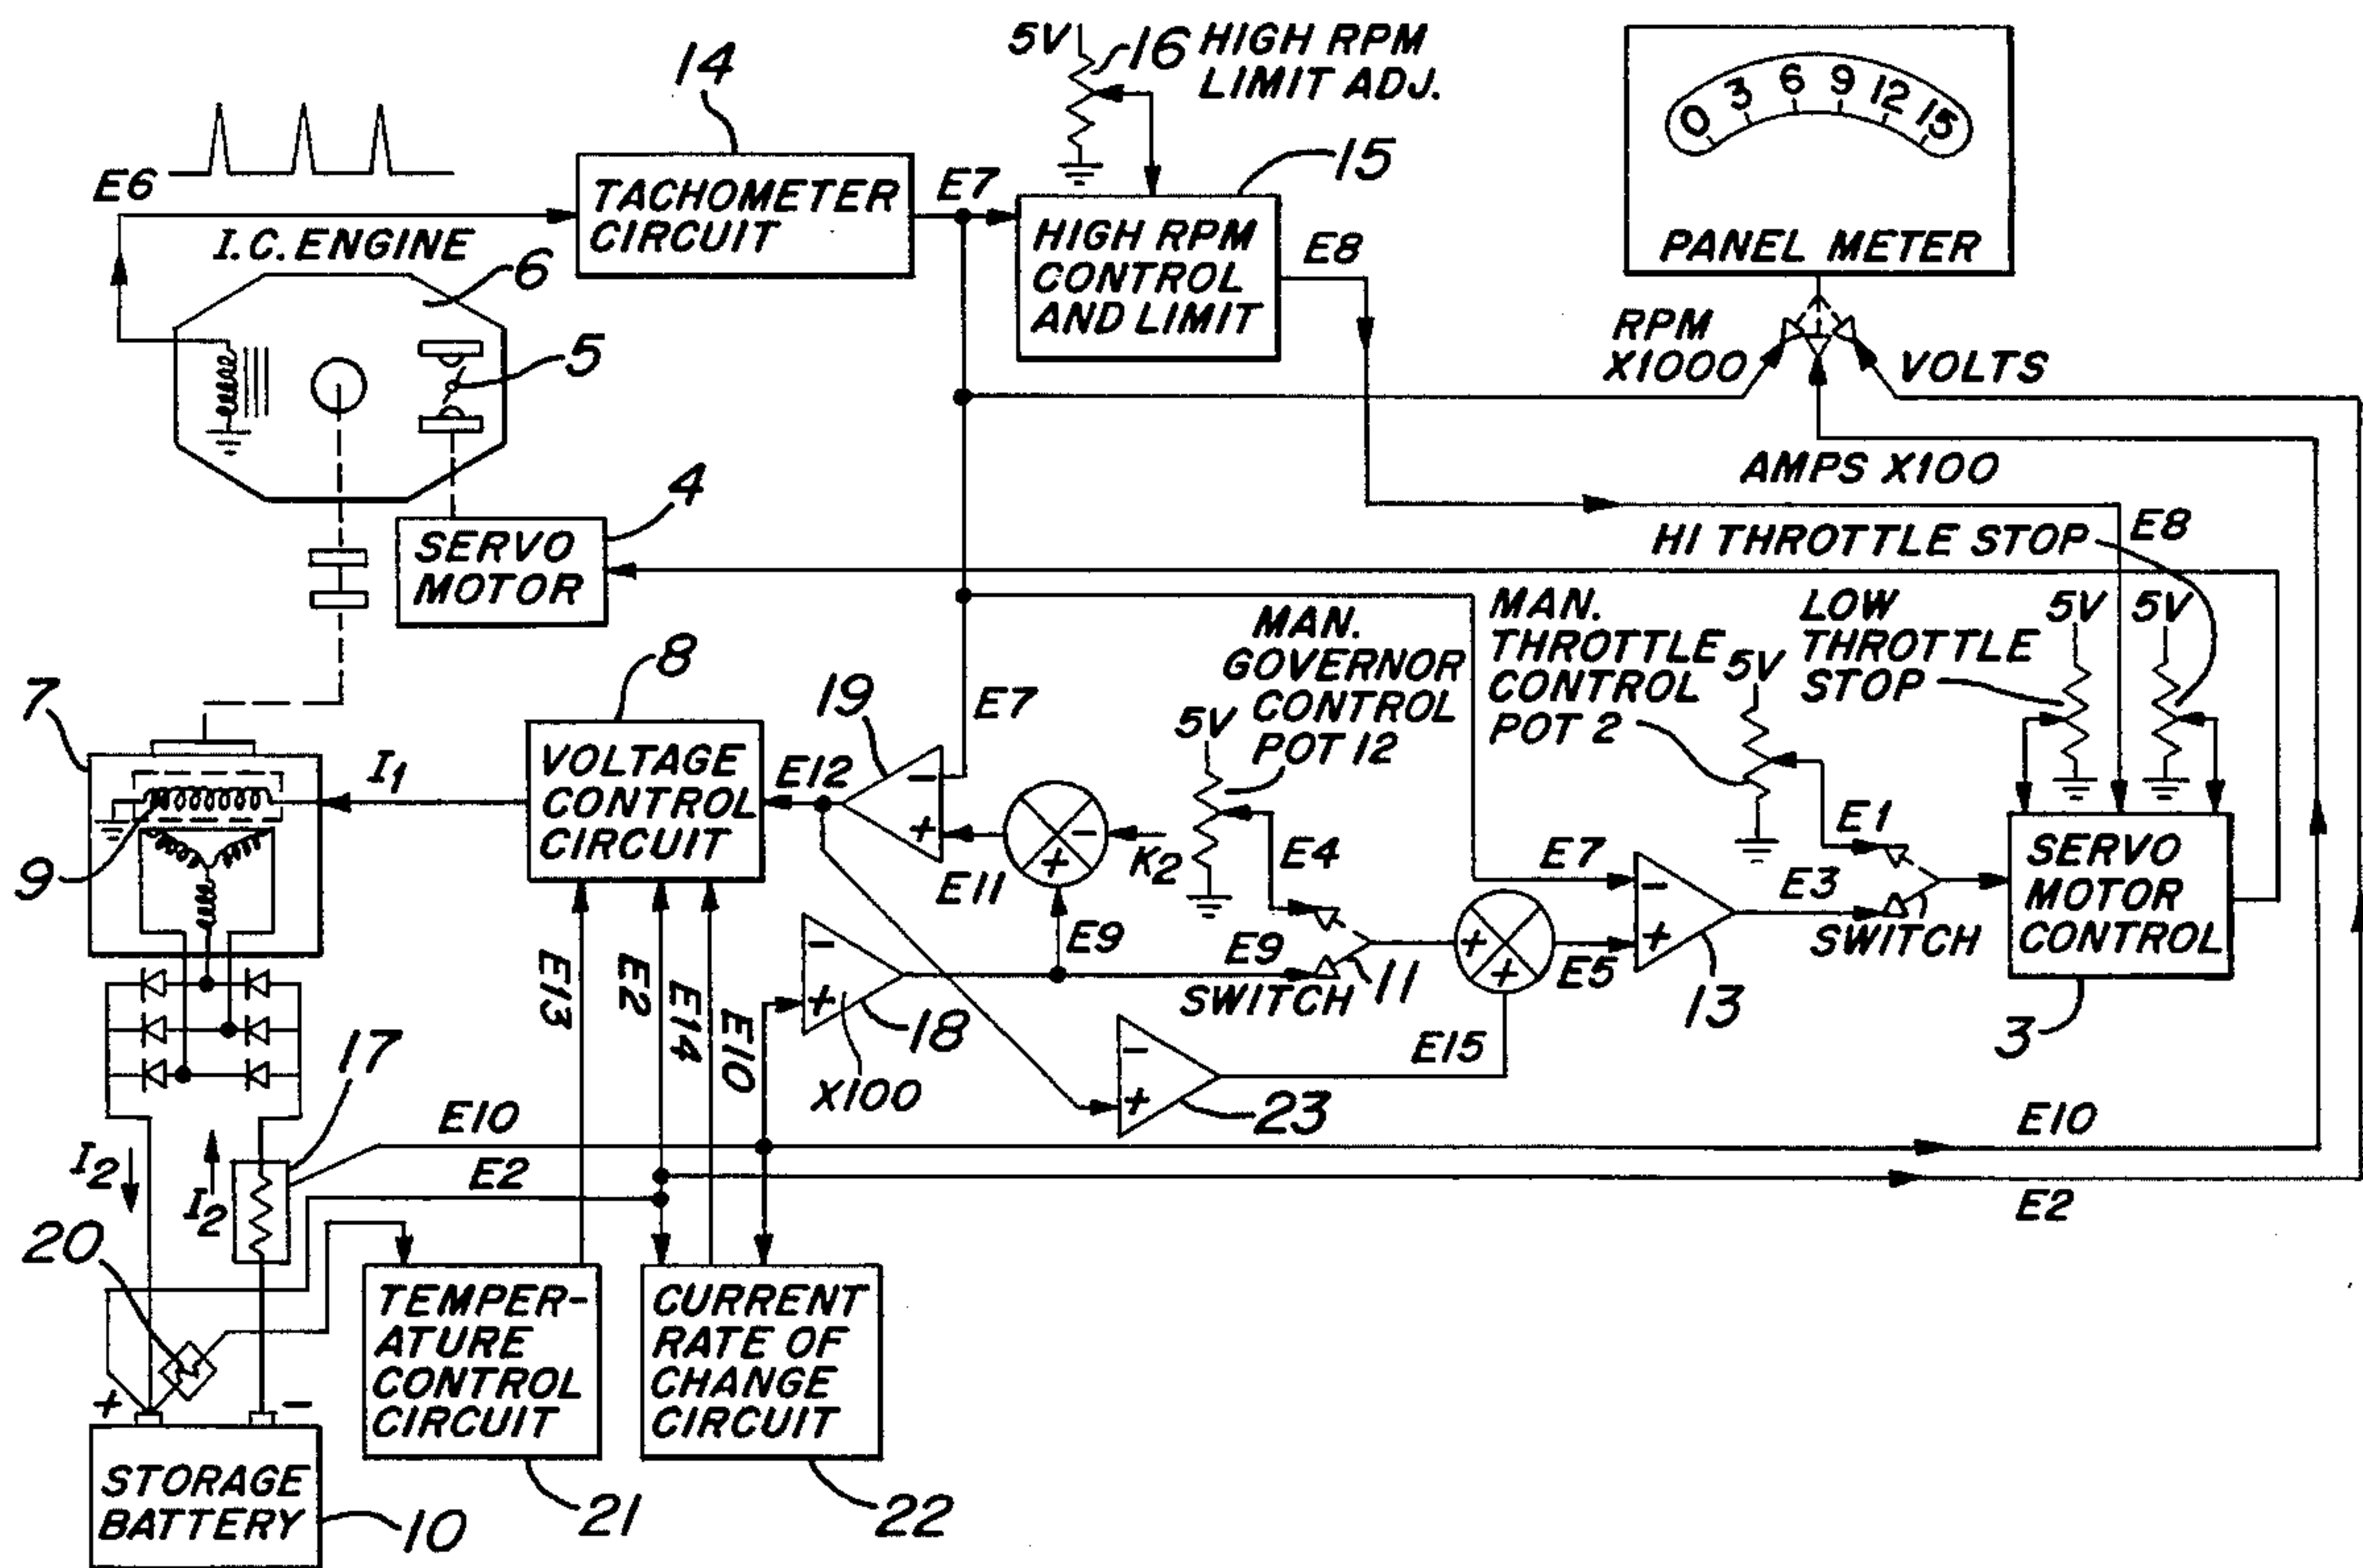 14
5V
16 HIGH RPM
LIMIT ADJ.
15
E6
TACHOMETER
CIRCUIT
E7
HIGH RPM
CONTROL
AND LIMIT
E8
0 3 6 9 12 15
PANEL METER
RPM
X1000
VOLTS
AMPS X100
I.C. ENGINE
6
5
4
SERVO
MOTOR
E8
HI THROTTLE STOP
MAN.
GOVERNOR
CONTROL
POT 12
5V
MAN.
THROTTLE
CONTROL
POT 2
5V
LOW
THROTTLE
STOP
5V
5V
7
8
19
E7
VOLTAGE
CONTROL
CIRCUIT
I1
E12
-
+
9
E11
-
+
K2
E4
E9
E9
SWITCH
11
+
+
E5
E7
-
+
13
E1
E3
SWITCH
SERVO
MOTOR
CONTROL
3
E13
E2
E14
E10
-
+
18
X100
-
+
23
E15
17
E10
E10
I2
I2
E2
E2
20
TEMPER-
ATURE
CONTROL
CIRCUIT
21
CURRENT
RATE OF
CHANGE
CIRCUIT
22
+
-
STORAGE
BATTERY
10